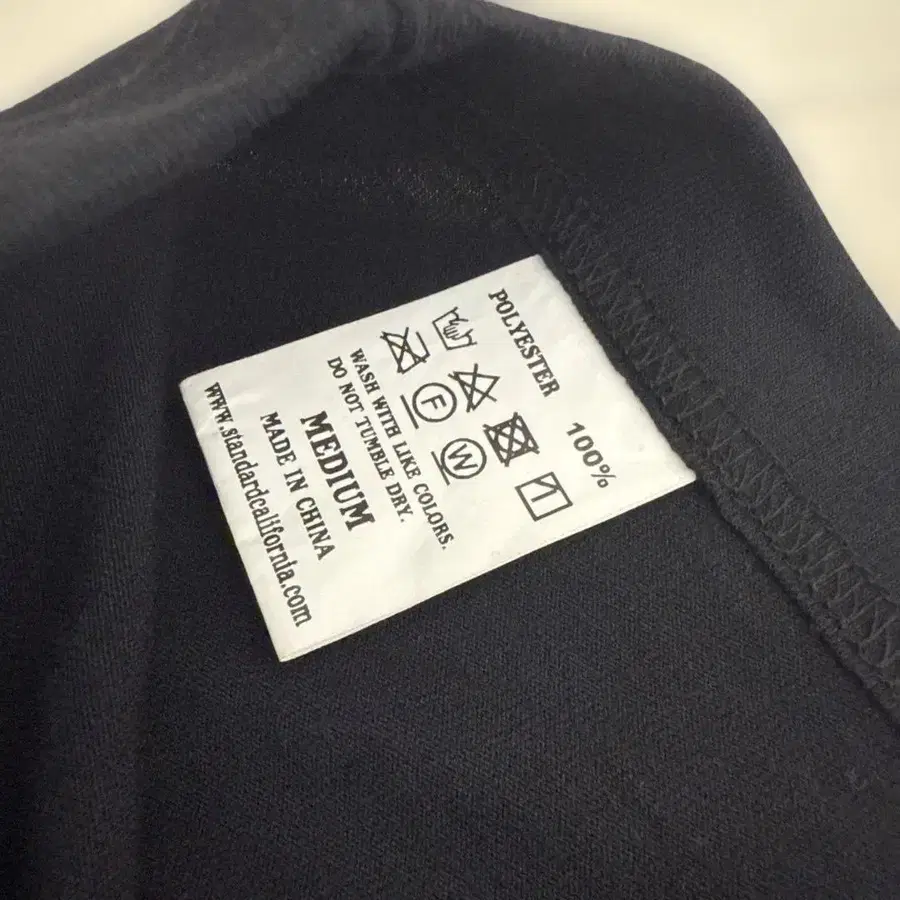 POLYESTER 100%
F
W
WASH WITH LIKE COLORS.
DO NOT TUMBLE DRY.
MEDIUM
MADE IN CHINA
www.standardcalifornia.com